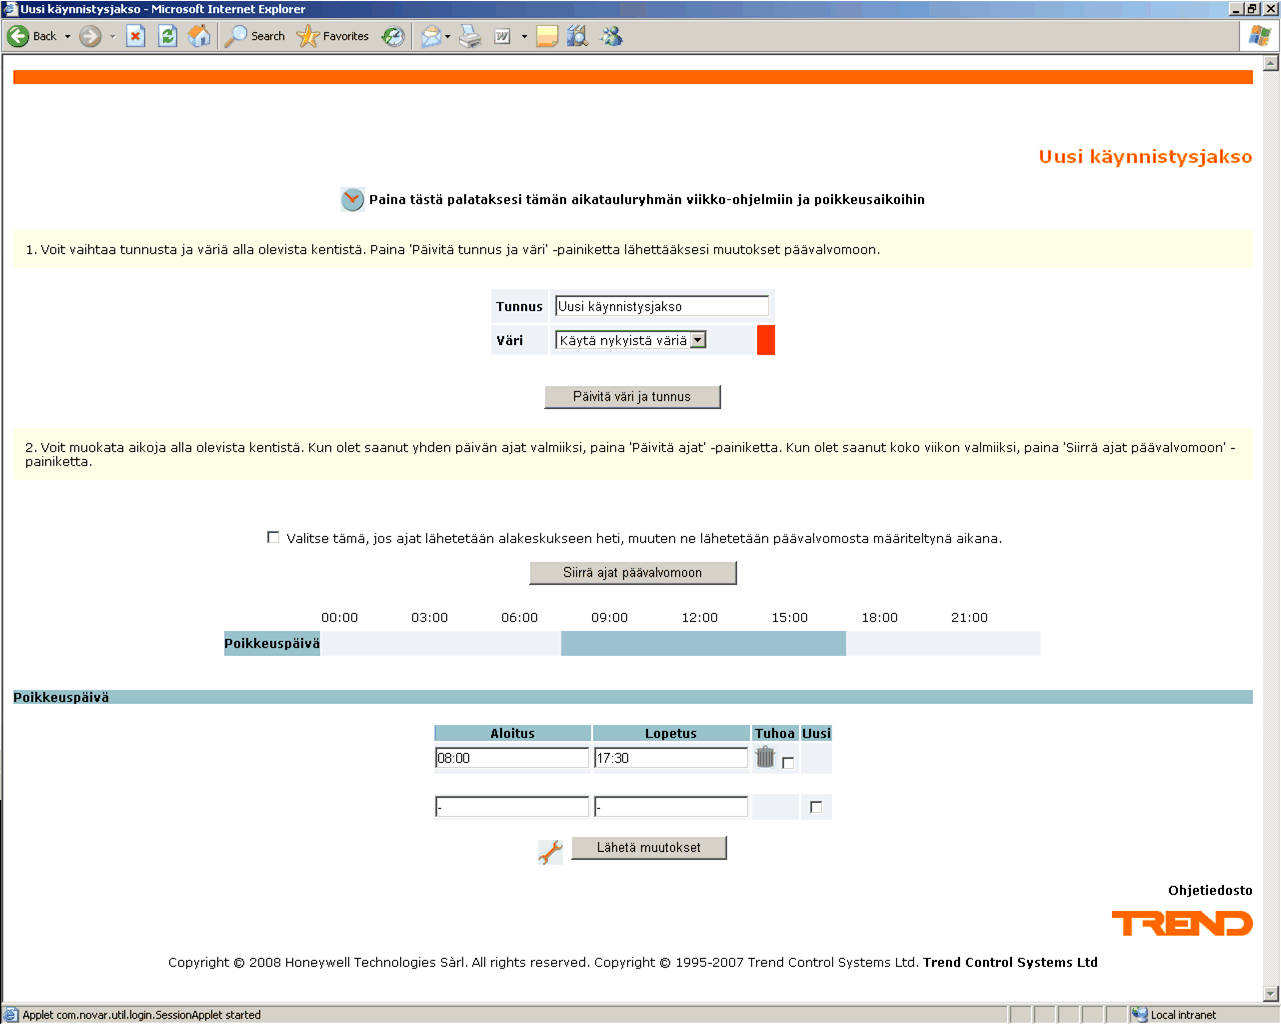 Uusi käynnistysjakso - Microsoft Internet Explorer
Back Search Favorites
Uusi käynnistysjakso
Paina tästä palataksesi tämän aikatauluryhmän viikko-ohjelmiin ja poikkeusaikoihin
1. Voit vaihtaa tunnusta ja väriä alla olevista kentistä. Paina 'Päivitä tunnus ja väri' -painiketta lähettääksesi muutokset päävalvomoon.
Tunnus Uusi käynnistysjakso
Väri Käytä nykyistä väriä
Päivitä väri ja tunnus
2. Voit muokata aikoja alla olevista kentistä. Kun olet saanut yhden päivän ajat valmiiksi, paina 'Päivitä ajat' -painiketta. Kun olet saanut koko viikon valmiiksi, paina 'Siirrä ajat päävalvomoon' -
painiketta.
Valitse tämä, jos ajat lähetetään alakeskukseen heti, muuten ne lähetetään päävalvomosta määriteltynä aikana.
Siirrä ajat päävalvomoon
00:00 03:00 06:00 09:00 12:00 15:00 18:00 21:00
Poikkeuspäivä
Poikkeuspäivä
Aloitus Lopetus Tuhoa Uusi
08:00 17:30
- -
Lähetä muutokset
Ohjetiedosto
TREND
Copyright © 2008 Honeywell Technologies Sàrl. All rights reserved. Copyright © 1995-2007 Trend Control Systems Ltd. Trend Control Systems Ltd
Applet com.novar.util.login.SessionApplet started Local intranet